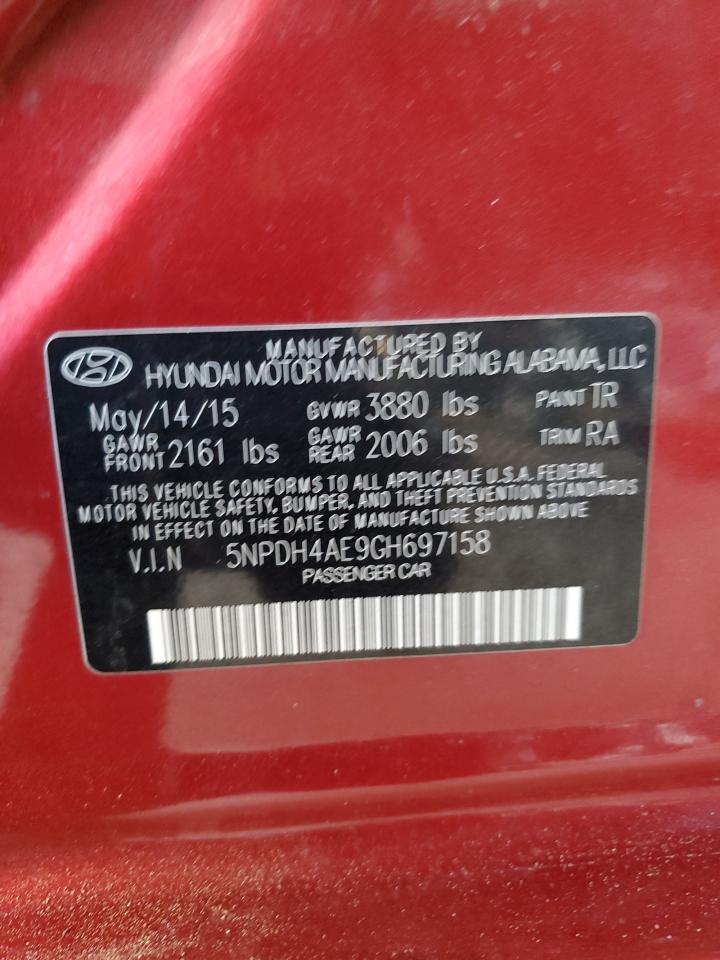 MANUFACTURED BY
HYUNDAI MOTOR MANUFACTURING ALABAMA, LLC
May/14/15 GVWR 3880 lbs PAINT TR
GAWR FRONT 2161 lbs GAWR REAR 2006 lbs TRIM RA
THIS VEHICLE CONFORMS TO ALL APPLICABLE U.S.A. FEDERAL
MOTOR VEHICLE SAFETY, BUMPER, AND THEFT PREVENTION STANDARDS
IN EFFECT ON THE DATE OF MANUFACTURE SHOWN ABOVE
V.I.N 5NPDH4AE9GH697158
PASSENGER CAR